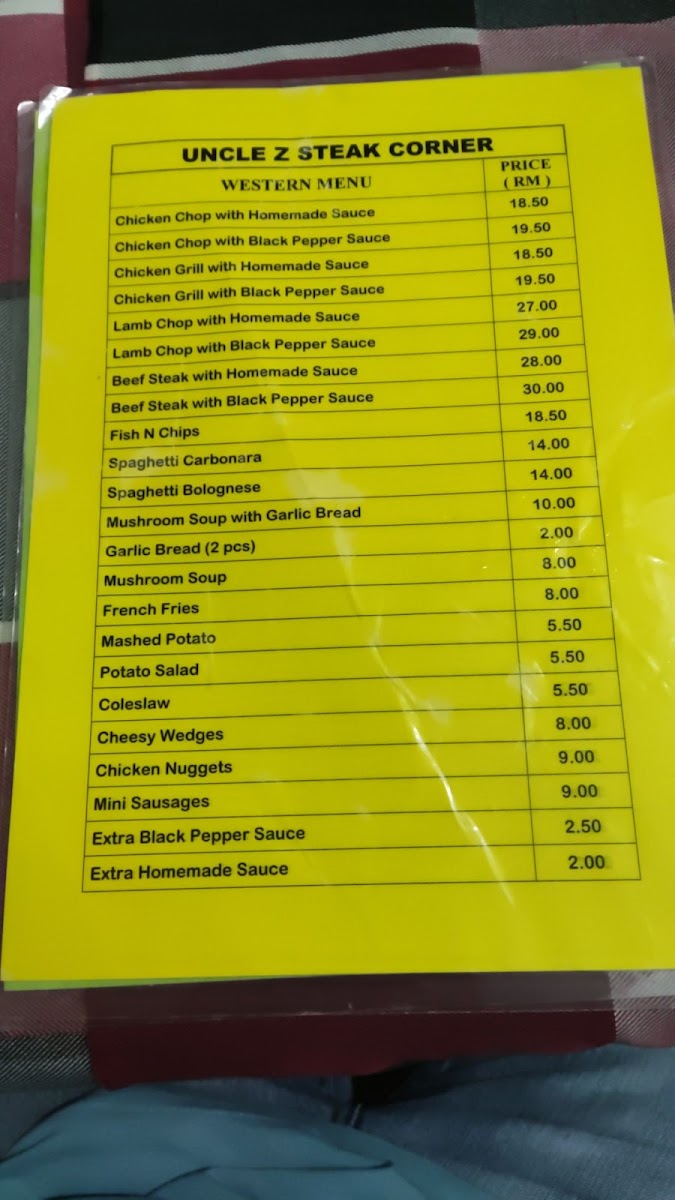 UNCLE Z STEAK CORNER
WESTERN MENU PRICE
( RM )
Chicken Chop with Homemade Sauce 18.50
Chicken Chop with Black Pepper Sauce 19.50
Chicken Grill with Homemade Sauce 18.50
Chicken Grill with Black Pepper Sauce 19.50
Lamb Chop with Homemade Sauce 27.00
Lamb Chop with Black Pepper Sauce 29.00
Beef Steak with Homemade Sauce 28.00
Beef Steak with Black Pepper Sauce 30.00
Fish N Chips 18.50
Spaghetti Carbonara 14.00
Spaghetti Bolognese 14.00
Mushroom Soup with Garlic Bread 10.00
Garlic Bread (2 pcs) 2.00
Mushroom Soup 8.00
French Fries 8.00
Mashed Potato 5.50
Potato Salad 5.50
Coleslaw 5.50
Cheesy Wedges 8.00
Chicken Nuggets 9.00
Mini Sausages 9.00
Extra Black Pepper Sauce 2.50
Extra Homemade Sauce 2.00